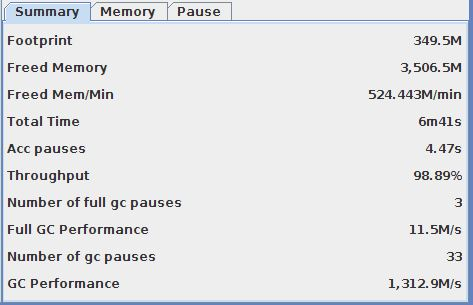 Summary Memory Pause
Footprint 349.5M
Freed Memory 3,506.5M
Freed Mem/Min 524.443M/min
Total Time 6m41s
Acc pauses 4.47s
Throughput 98.89%
Number of full gc pauses 3
Full GC Performance 11.5M/s
Number of gc pauses 33
GC Performance 1,312.9M/s